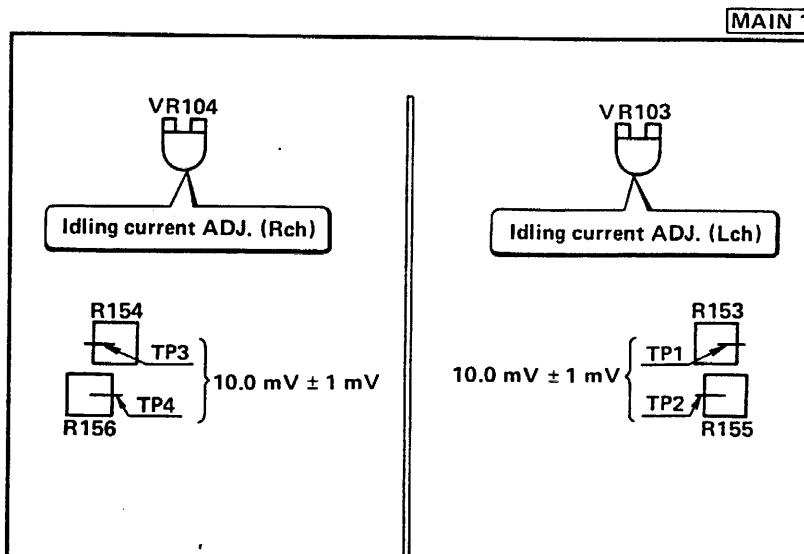 MAIN
VR104
Idling current ADJ. (Rch)
R154
TP3
TP4
R156
10.0 mV ± 1 mV
VR103
Idling current ADJ. (Lch)
R153
10.0 mV ± 1 mV
TP1
TP2
R155